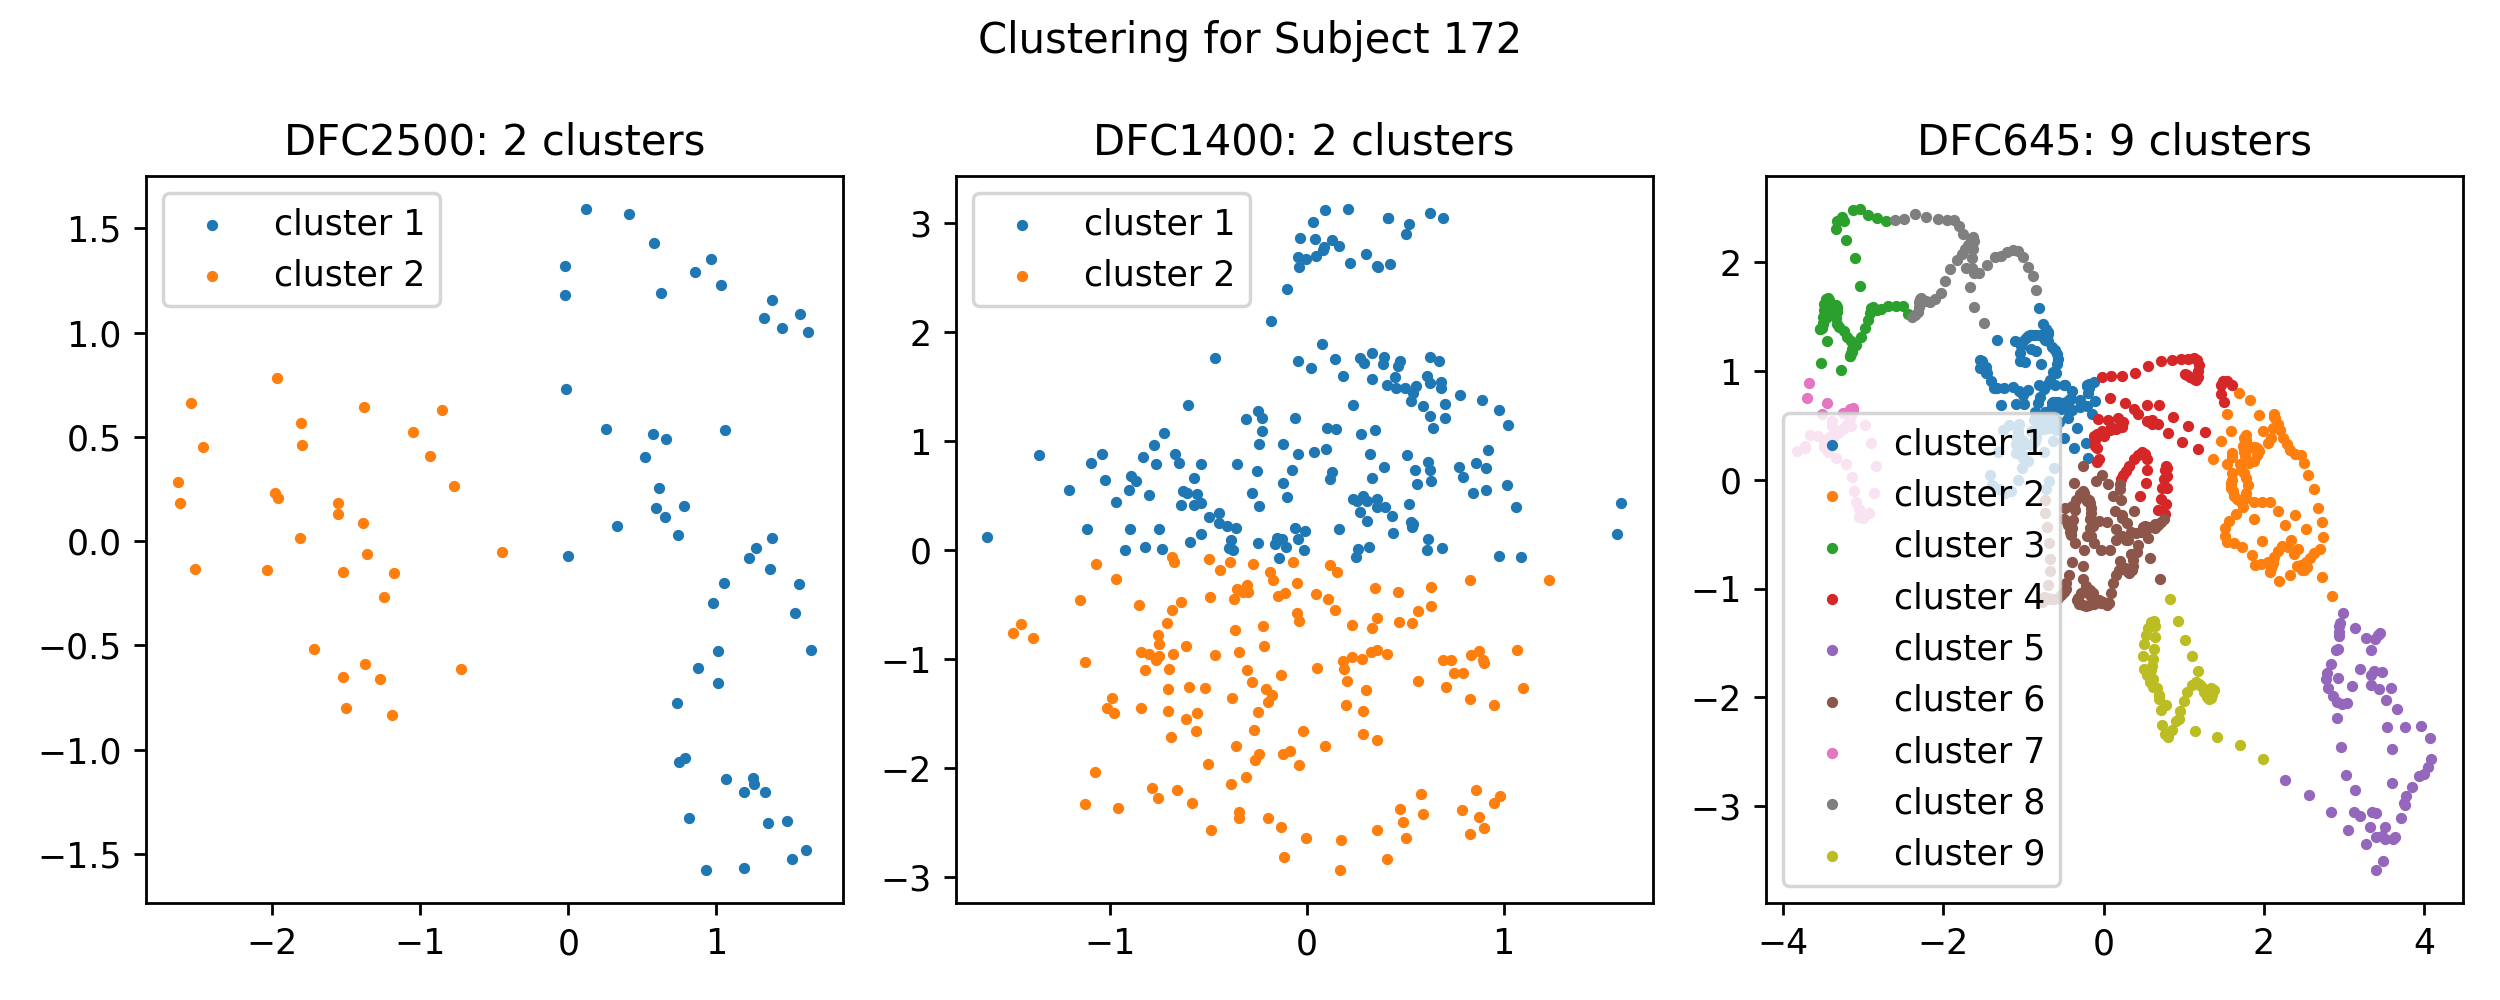 Clustering for Subject 172
DFC2500: 2 clusters
cluster 1
cluster 2
1.5
1.0
0.5
0.0
−0.5
−1.0
−1.5
−2
−1
0
1
DFC1400: 2 clusters
cluster 1
cluster 2
3
2
1
0
−1
−2
−3
−1
0
1
DFC645: 9 clusters
cluster 1
cluster 2
cluster 3
cluster 4
cluster 5
cluster 6
cluster 7
cluster 8
cluster 9
2
1
0
−1
−2
−3
−4
−2
0
2
4